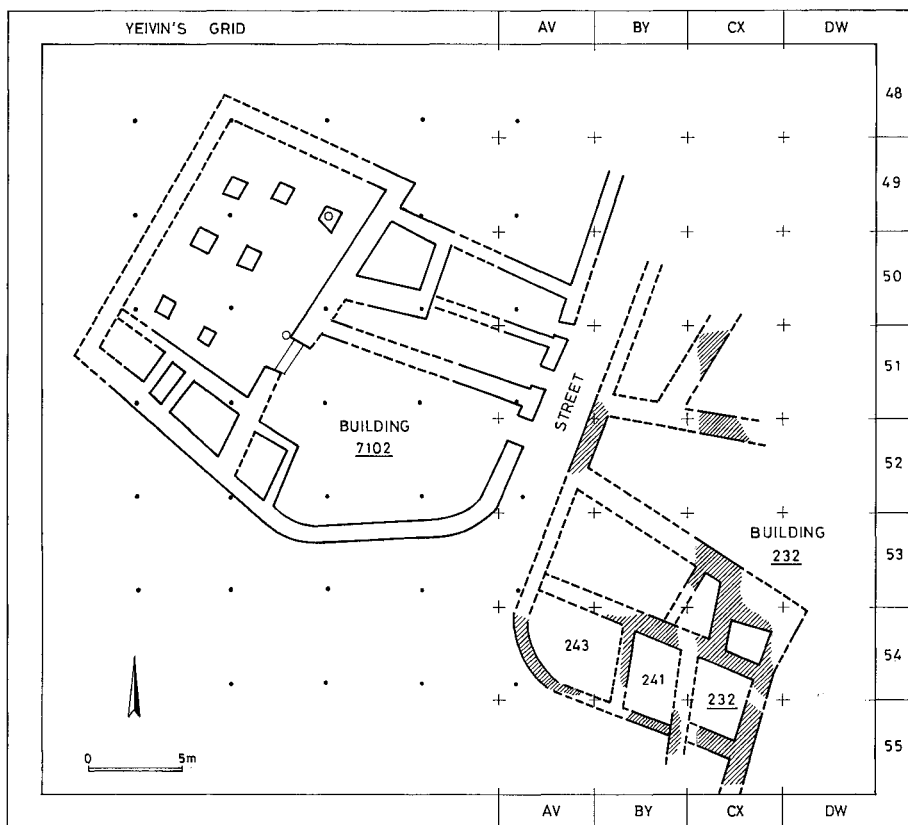 YEIVIN'S GRID AV BY CX DW
48
49
50
51
STREET
BUILDING
7102
52
BUILDING
232
53
243
241
232
54
55
0 5m
AV BY CX DW